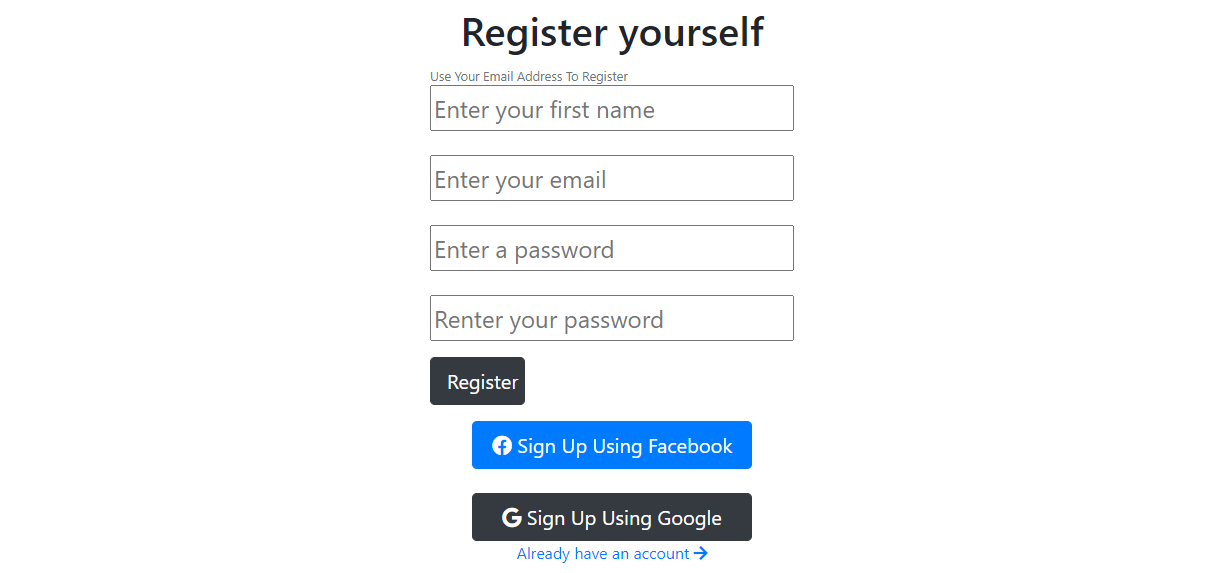 Register yourself
Use Your Email Address To Register
Enter your first name
Enter your email
Enter a password
Renter your password
Register
Sign Up Using Facebook
Sign Up Using Google
Already have an account